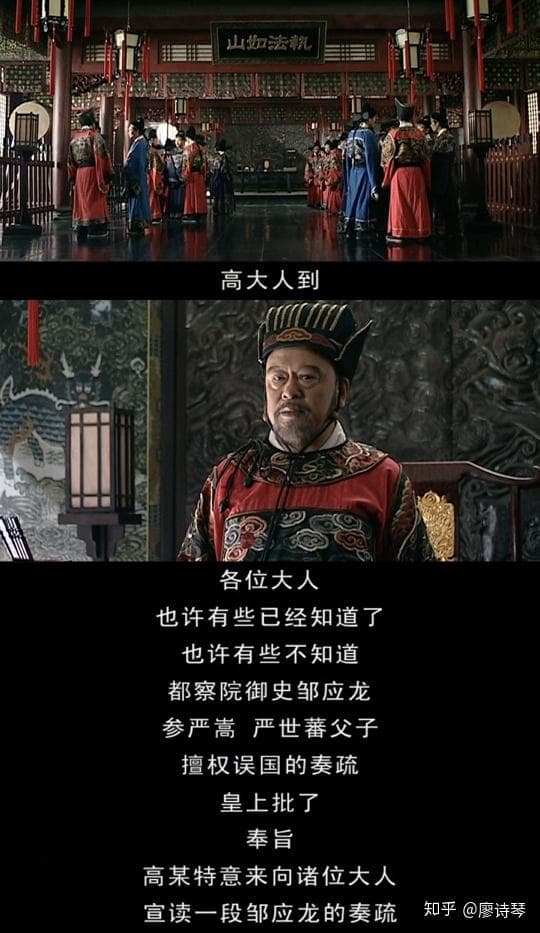 山如法執
高大人到
各位大人
也许有些已经知道了
也许有些不知道
都察院御史邹应龙
参严嵩 严世蕃父子
擅权误国的奏疏
皇上批了
奉旨
高某特意来向诸位大人
宣读一段邹应龙的奏疏
知乎 @廖诗琴